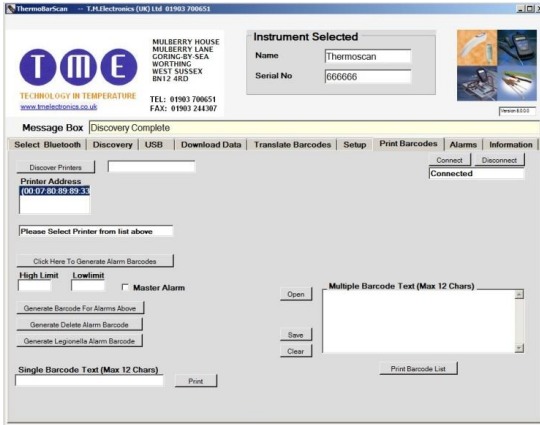 ThermoBarScan -- T.M.Electronics (UK) Ltd 01903 700651
TME
TECHNOLOGY IN TEMPERATURE
www.tmelectronics.co.uk
MULBERRY HOUSE
MULBERRY LANE
GORING-BY-SEA
WORTHING
WEST SUSSEX
BN12 4RD
TEL: 01903 700651
FAX: 01903 244307
Instrument Selected
Name Thermoscan
Serial No 666666
Version 6.0.0.0
Message Box Discovery Complete
Select Bluetooth Discovery USB Download Data Translate Barcodes Setup Print Barcodes Alarms Information
Discover Printers
Connect Disconnect
Connected
Printer Address
(00:07:80:89:89:33
Please Select Printer from list above
Click Here To Generate Alarm Barcodes
High Limit Lowlimit
Master Alarm
Generate Barcode For Alarms Above
Generate Delete Alarm Barcode
Generate Legionella Alarm Barcode
Single Barcode Text (Max 12 Chars)
Print
Multiple Barcode Text (Max 12 Chars)
Open
Save
Clear
Print Barcode List